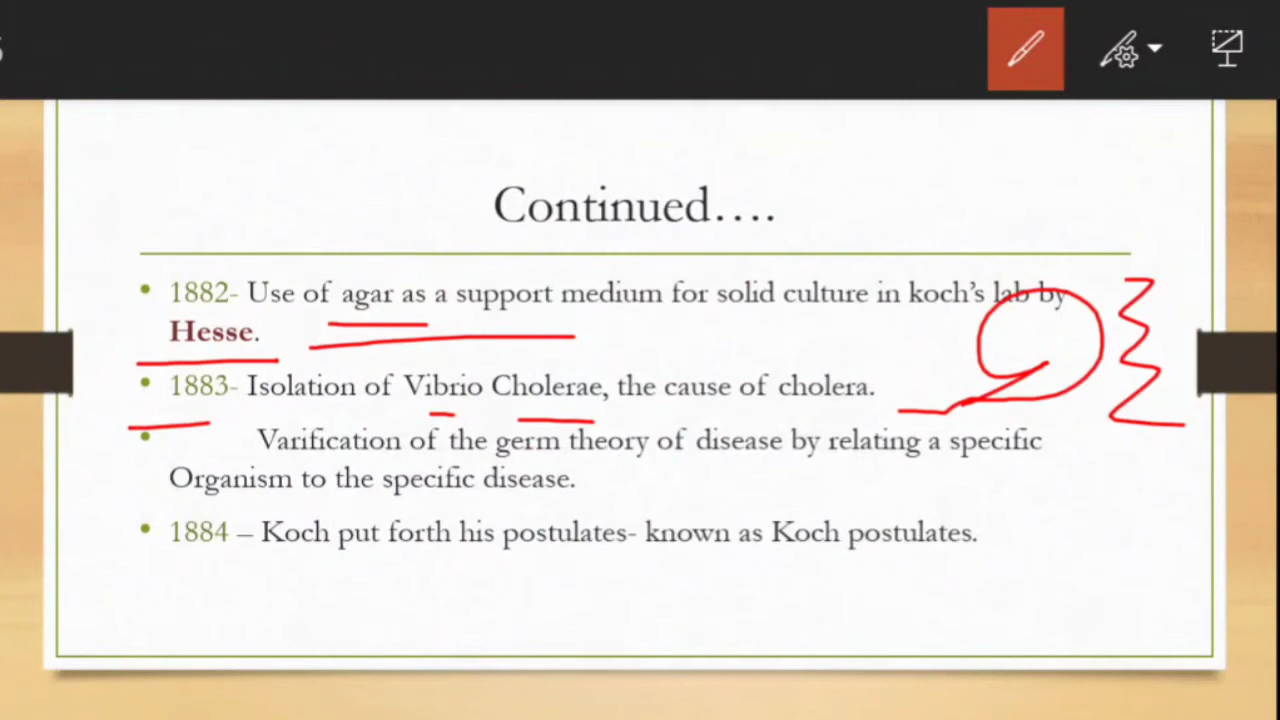 Continued….
• 1882- Use of agar as a support medium for solid culture in koch’s lab by
Hesse.
• 1883- Isolation of Vibrio Cholerae, the cause of cholera.
• Varification of the germ theory of disease by relating a specific
Organism to the specific disease.
• 1884 – Koch put forth his postulates- known as Koch postulates.